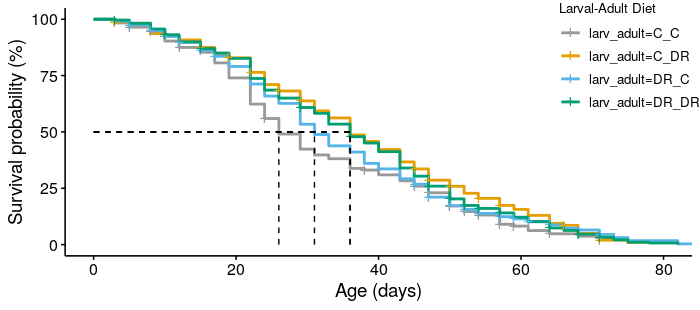 Larval-Adult Diet
larv_adult=C_C
larv_adult=C_DR
larv_adult=DR_C
larv_adult=DR_DR
Survival probability (%)
100
75
50
25
0
0 20 40 60 80
Age (days)